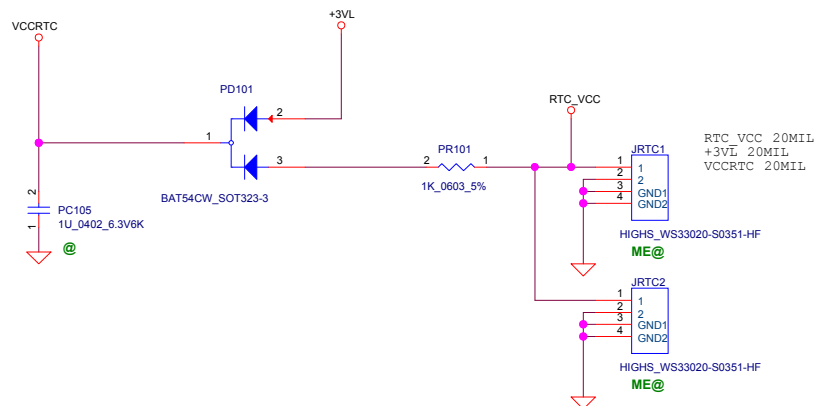 VCCRTC
+3VL
PD101
2
1
3
BAT54CW_SOT323-3
2
PC105
1U_0402_6.3V6K
1
@
PR101
2
1
1K_0603_5%
RTC_VCC
RTC_VCC 20MIL
+3VL 20MIL
VCCRTC 20MIL
JRTC1
1
1
2
2
3
GND1
4
GND2
HIGHS_WS33020-S0351-HF
ME@
JRTC2
1
1
2
2
3
GND1
4
GND2
HIGHS_WS33020-S0351-HF
ME@